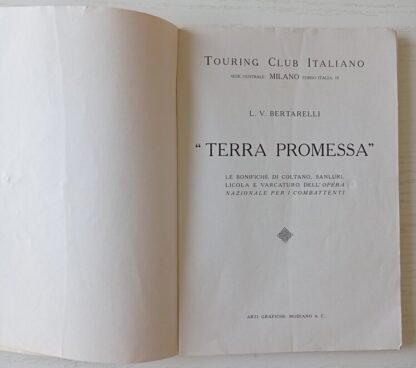 TOURING CLUB ITALIANO
SEDE CENTRALE: MILANO CORSO ITALIA, 10
L. V. BERTARELLI
"TERRA PROMESSA"
LE BONIFICHE DI COLTANO, SANLURI,
LICOLA E VARCATURO DELL'OPERA
NAZIONALE PER I COMBATTENTI
ARTI GRAFICHE MODIANO & C.